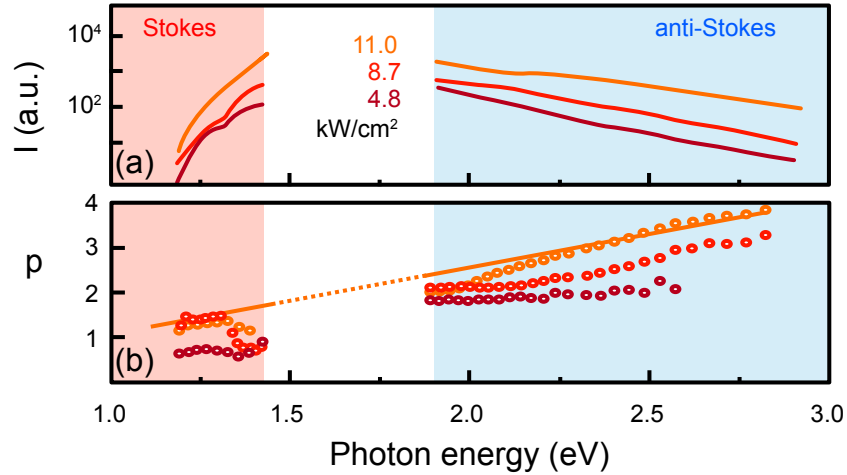 Stokes
anti-Stokes
11.0
8.7
4.8
kW/cm²
I (a.u.)
10⁴
10²
(a)
p
4
3
2
1
(b)
1.0 1.5 2.0 2.5 3.0
Photon energy (eV)